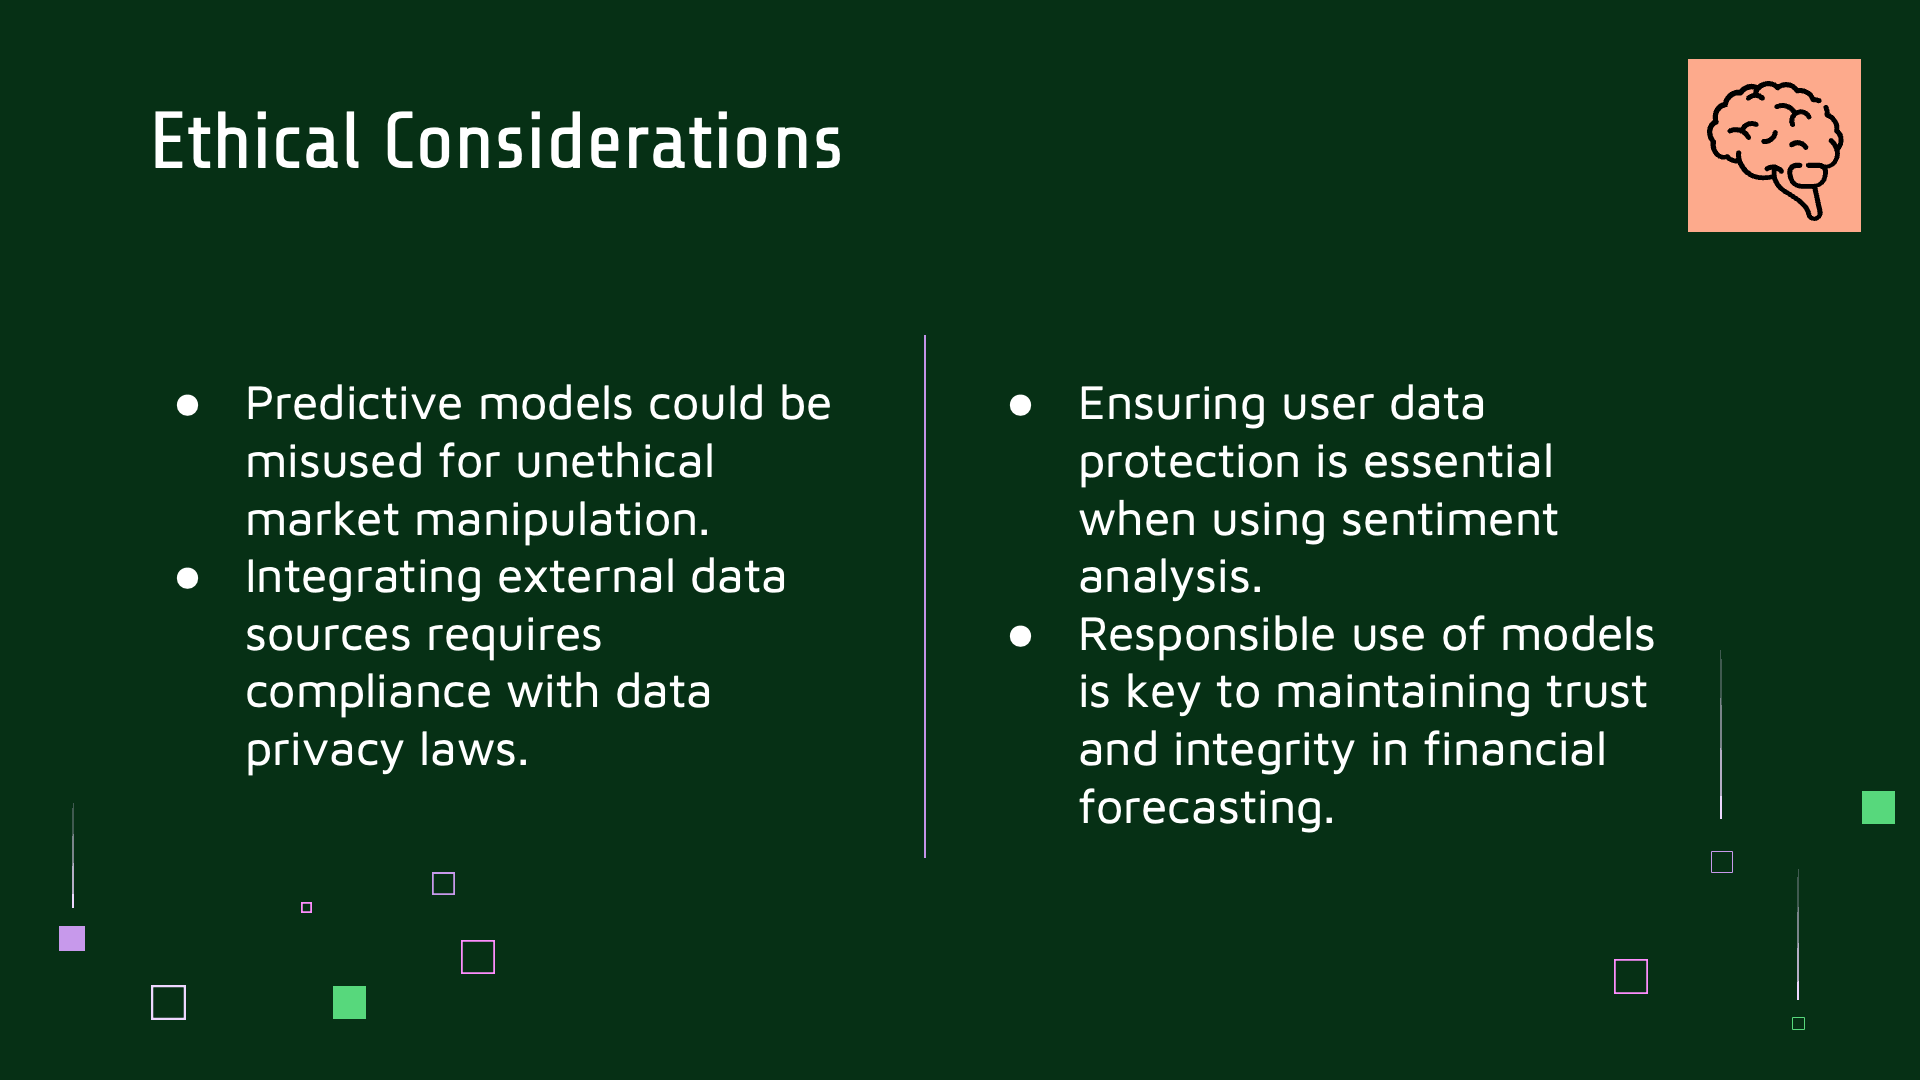 Ethical Considerations
● Predictive models could be
misused for unethical
market manipulation.
● Integrating external data
sources requires
compliance with data
privacy laws.
● Ensuring user data
protection is essential
when using sentiment
analysis.
● Responsible use of models
is key to maintaining trust
and integrity in financial
forecasting.